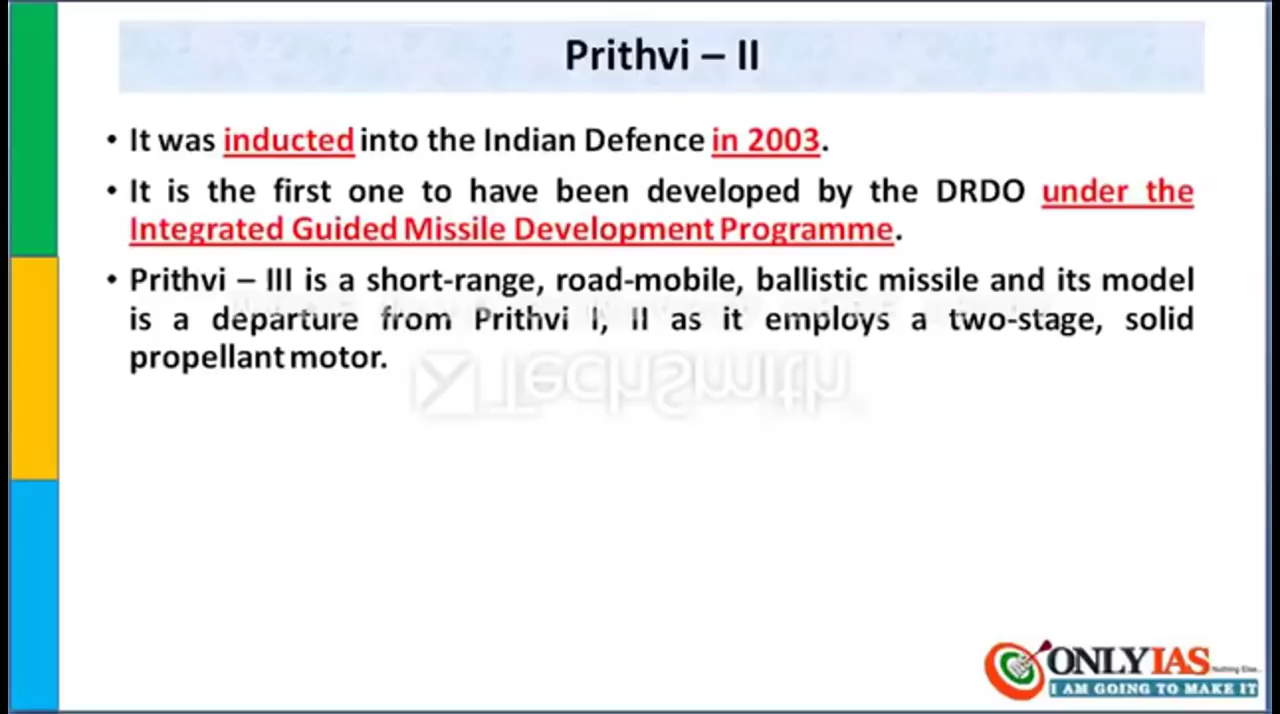 Prithvi – II
• It was inducted into the Indian Defence in 2003.
• It is the first one to have been developed by the DRDO under the
Integrated Guided Missile Development Programme.
• Prithvi – III is a short-range, road-mobile, ballistic missile and its model
is a departure from Prithvi I, II as it employs a two-stage, solid
propellant motor.
TechSmith
ONLYIAS
Nothing Else..
I AM GOING TO MAKE IT